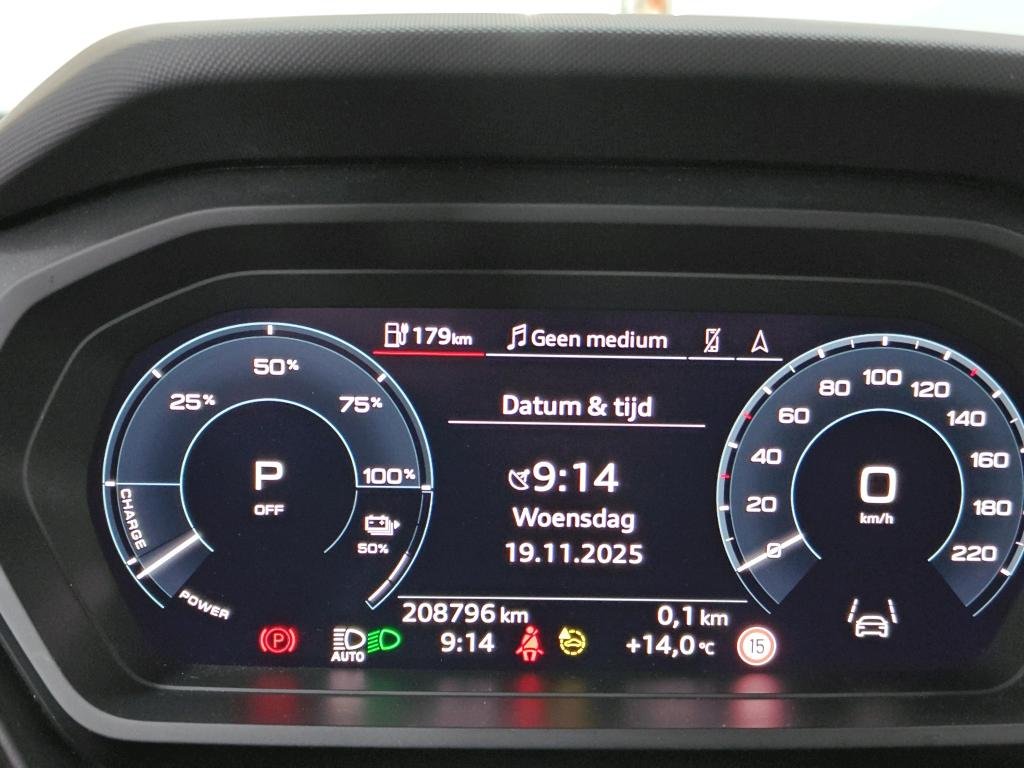 179km
Geen medium
25%
50%
75%
100%
CHARGE
POWER
P
OFF
50%
Datum & tijd
9:14
Woensdag
19.11.2025
208796 km
0,1 km
9:14
+14,0 °C
P
AUTO
15
0
20
40
60
80
100
120
140
160
180
220
0
km/h